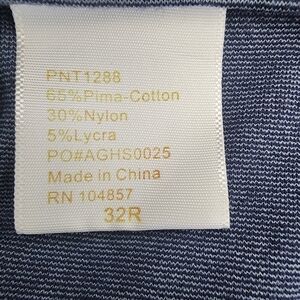 PNT1288
65%Pima-Cotton
30%Nylon
5%Lycra
PO#AGHS0025
Made in China
RN 104857
32R